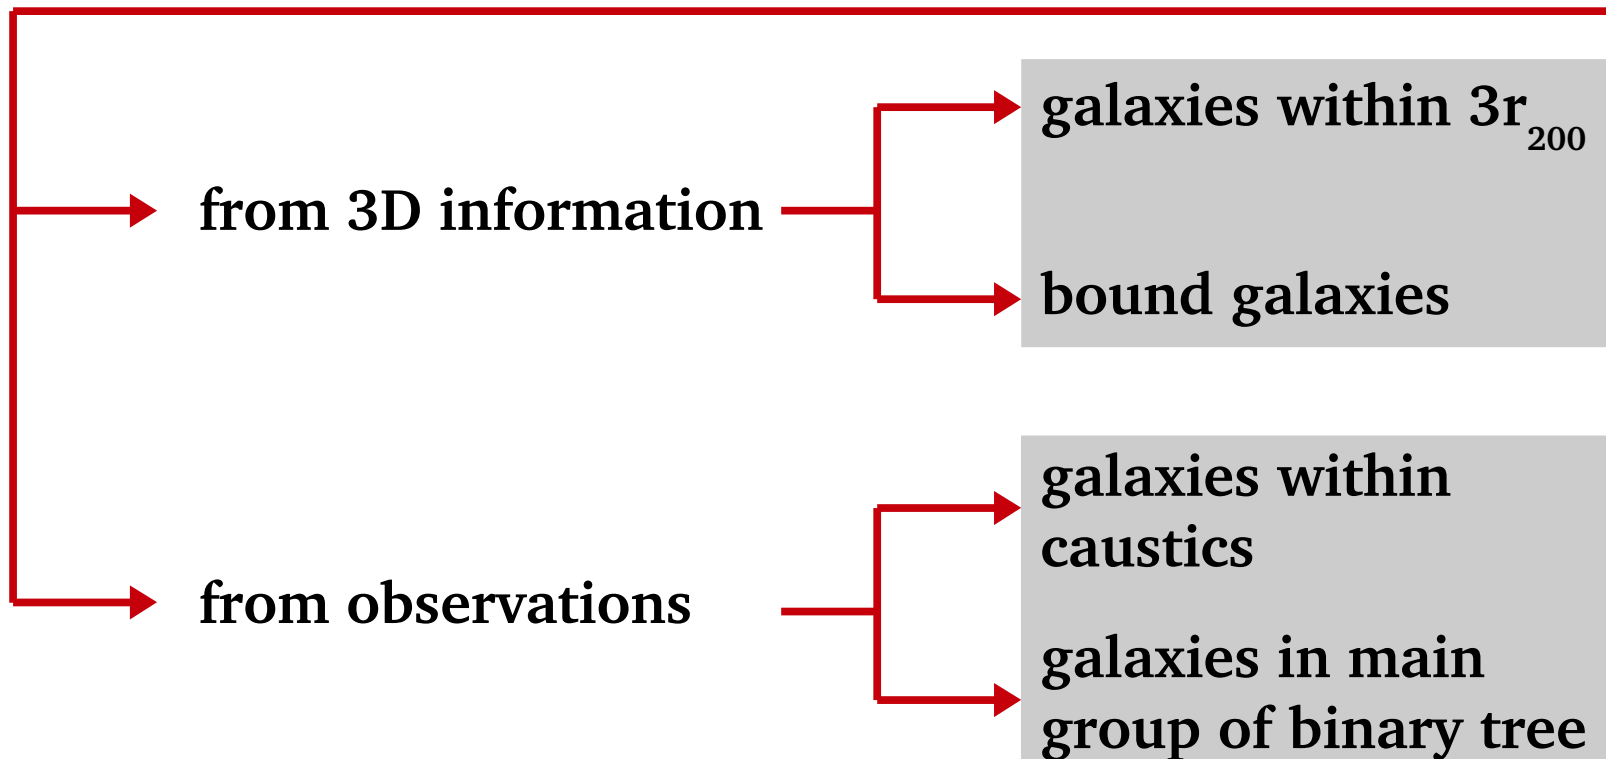 galaxies within 3r200
from 3D information
bound galaxies
galaxies within
caustics
from observations
galaxies in main
group of binary tree